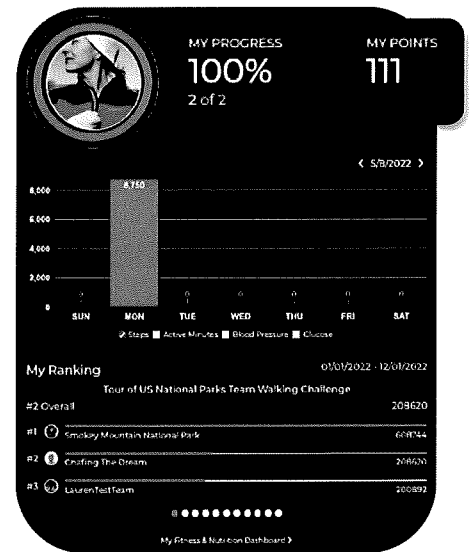 MY PROGRESS
MY POINTS
100%
111
2 of 2
5/8/2022
8,000
8,750
6,000
4,000
2,000
0
0 0 0 0 0 0
SUN MON TUE WED THU FRI SAT
Steps Active Minutes Blood Pressure Glucose
My Ranking
01/01/2022 - 12/01/2022
Tour of US National Parks Team Walking Challenge
#2 Overall
208620
#1 Smokey Mountain National Park 608744
#2 Chafing The Dream 208620
#3 LaurenTestTeam 200892
My Fitness & Nutrition Dashboard